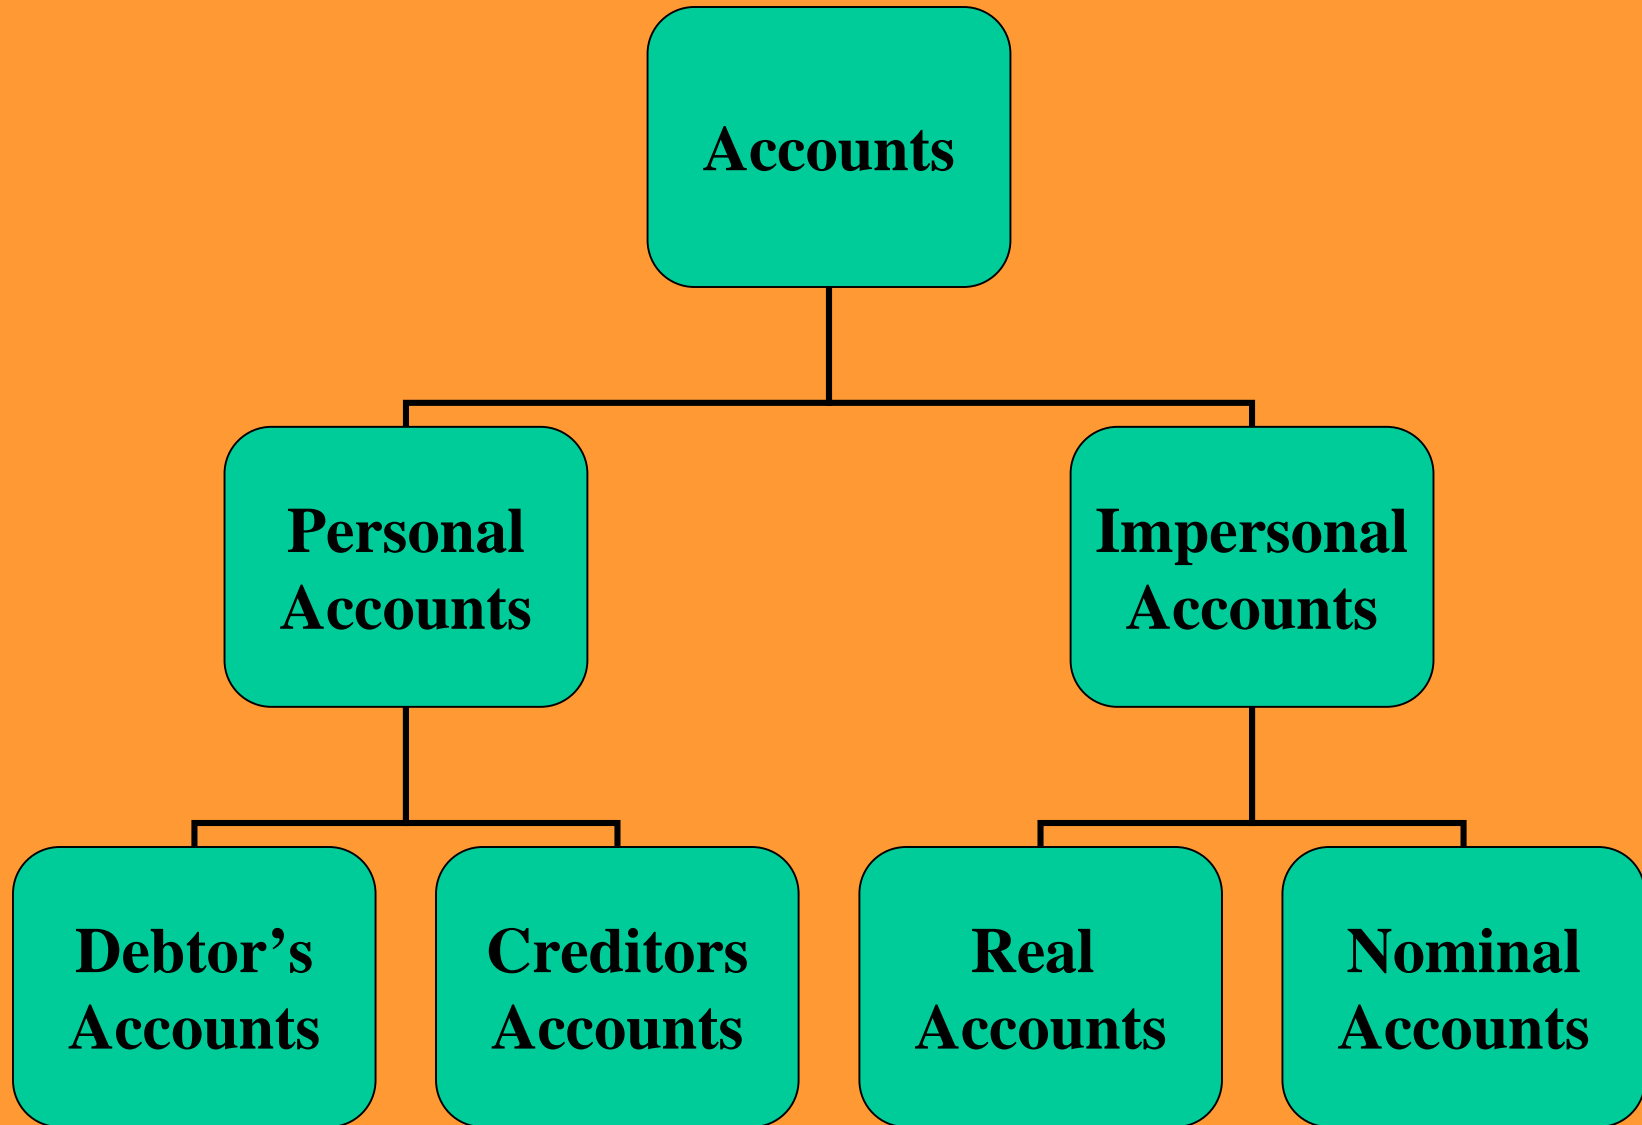 Accounts
Personal
Accounts
Impersonal
Accounts
Debtor’s
Accounts
Creditors
Accounts
Real
Accounts
Nominal
Accounts